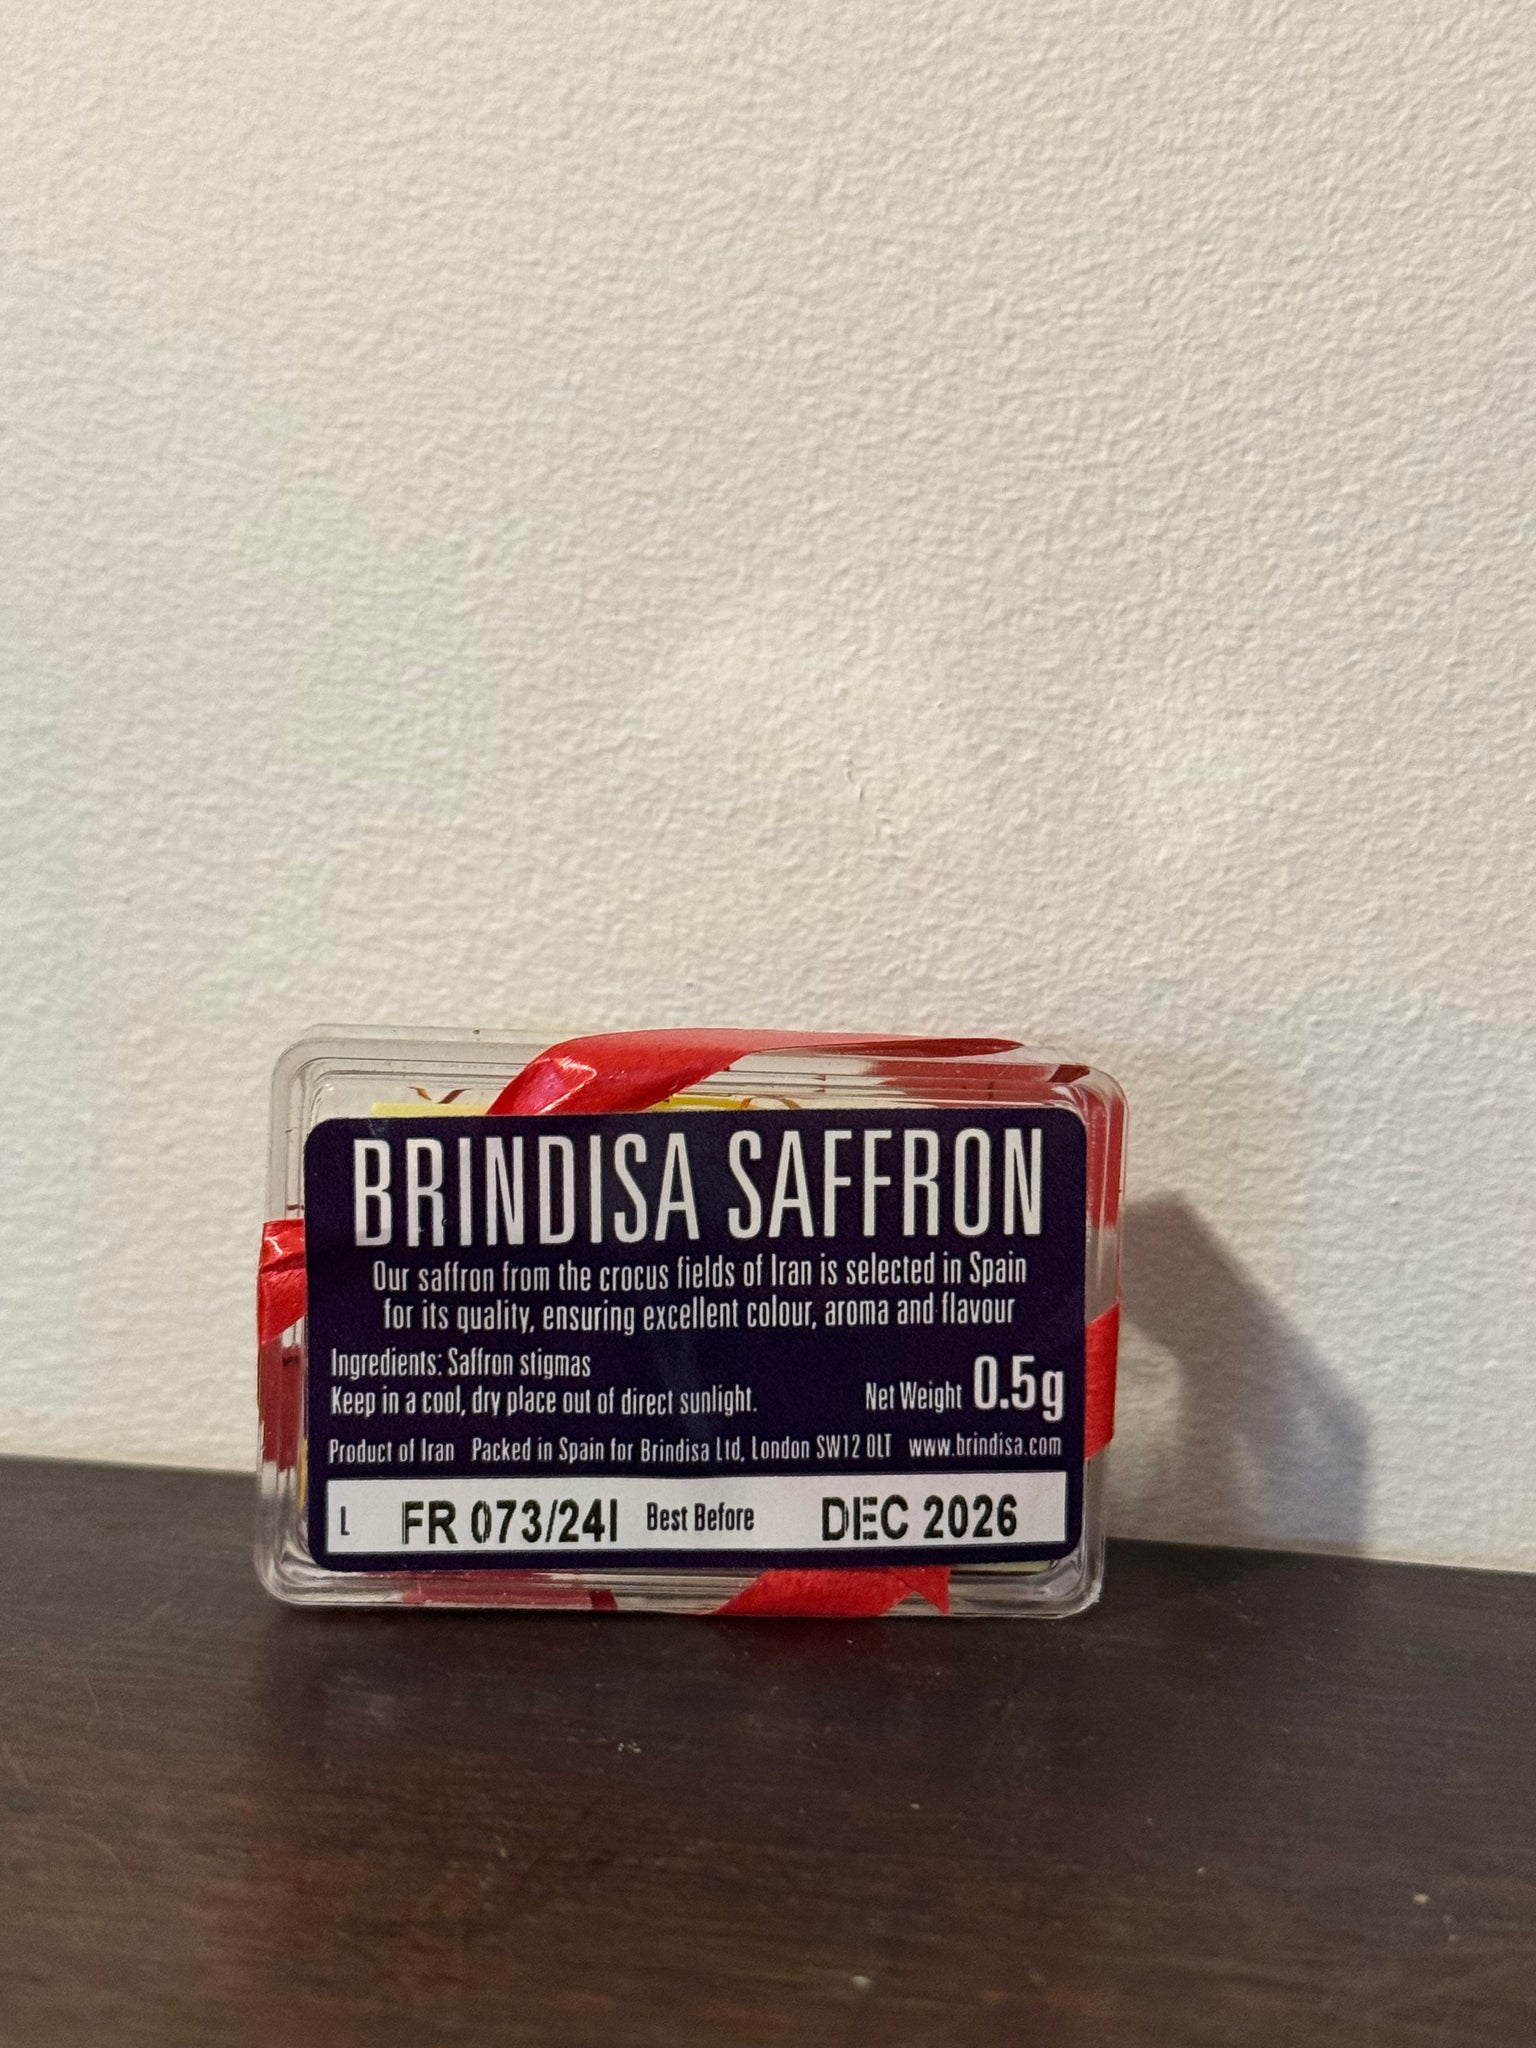 BRINDISA SAFFRON
Our saffron from the crocus fields of Iran is selected in Spain
for its quality, ensuring excellent colour, aroma and flavour
Ingredients: Saffron stigmas
Keep in a cool, dry place out of direct sunlight.
Net Weight 0.5g
Product of Iran Packed in Spain for Brindisa Ltd, London SW12 0LT www.brindisa.com
L FR 073/24I Best Before DEC 2026